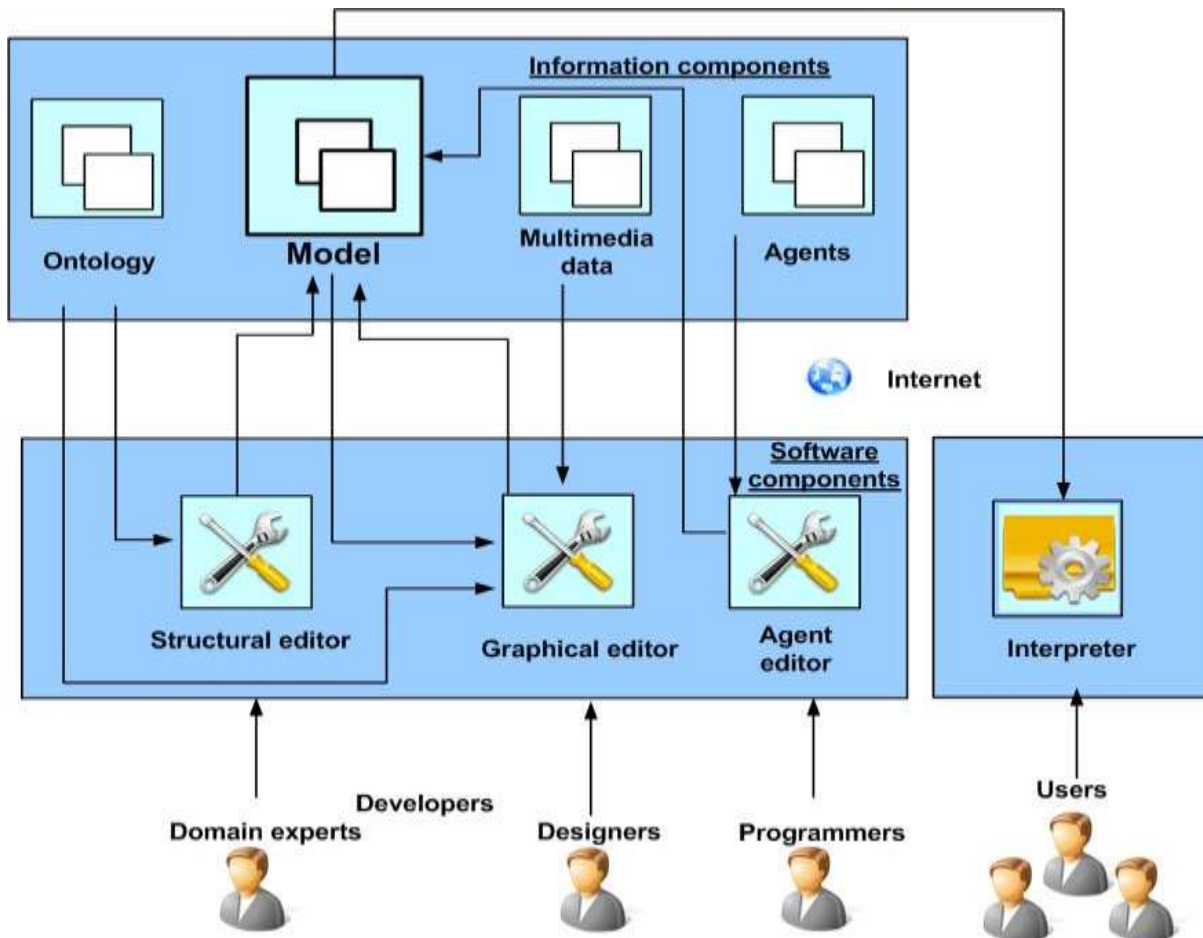 Information components
Ontology
Model
Multimedia
data
Agents
Internet
Software
components
Structural editor
Graphical editor
Agent
editor
Interpreter
Developers
Domain experts
Designers
Programmers
Users